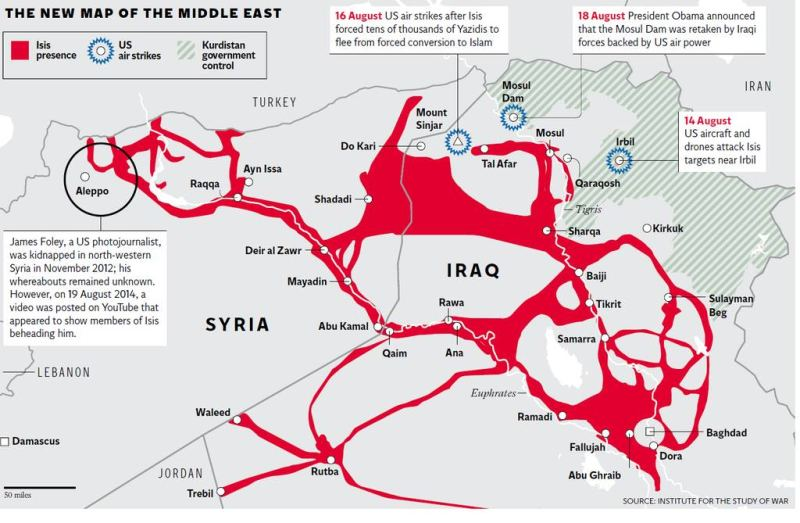 THE NEW MAP OF THE MIDDLE EAST
Isis
presence
US
air strikes
Kurdistan
government
control
16 August US air strikes after Isis
forced tens of thousands of Yazidis to
flee from forced conversion to Islam
18 August President Obama announced
that the Mosul Dam was retaken by Iraqi
forces backed by US air power
14 August
US aircraft and
drones attack Isis
targets near Irbil
TURKEY
IRAN
Mosul
Dam
Mount
Sinjar
Do Kari
Tal Afar
Mosul
Irbil
Qaraqosh
Aleppo
Raqqa
Ayn Issa
Shadadi
Tigris
Sharqa
Kirkuk
James Foley, a US photojournalist,
was kidnapped in north-western
Syria in November 2012; his
whereabouts remained unknown.
However, on 19 August 2014, a
video was posted on YouTube that
appeared to show members of Isis
beheading him.
Deir al Zawr
Mayadin
IRAQ
Baiji
Rawa
Tikrit
Sulayman
Beg
SYRIA
Abu Kamal
Qaim
Ana
Samarra
LEBANON
Euphrates
Waleed
Ramadi
Damascus
Baghdad
Fallujah
Dora
JORDAN
Rutba
Abu Ghraib
Trebil
50 miles
SOURCE: INSTITUTE FOR THE STUDY OF WAR